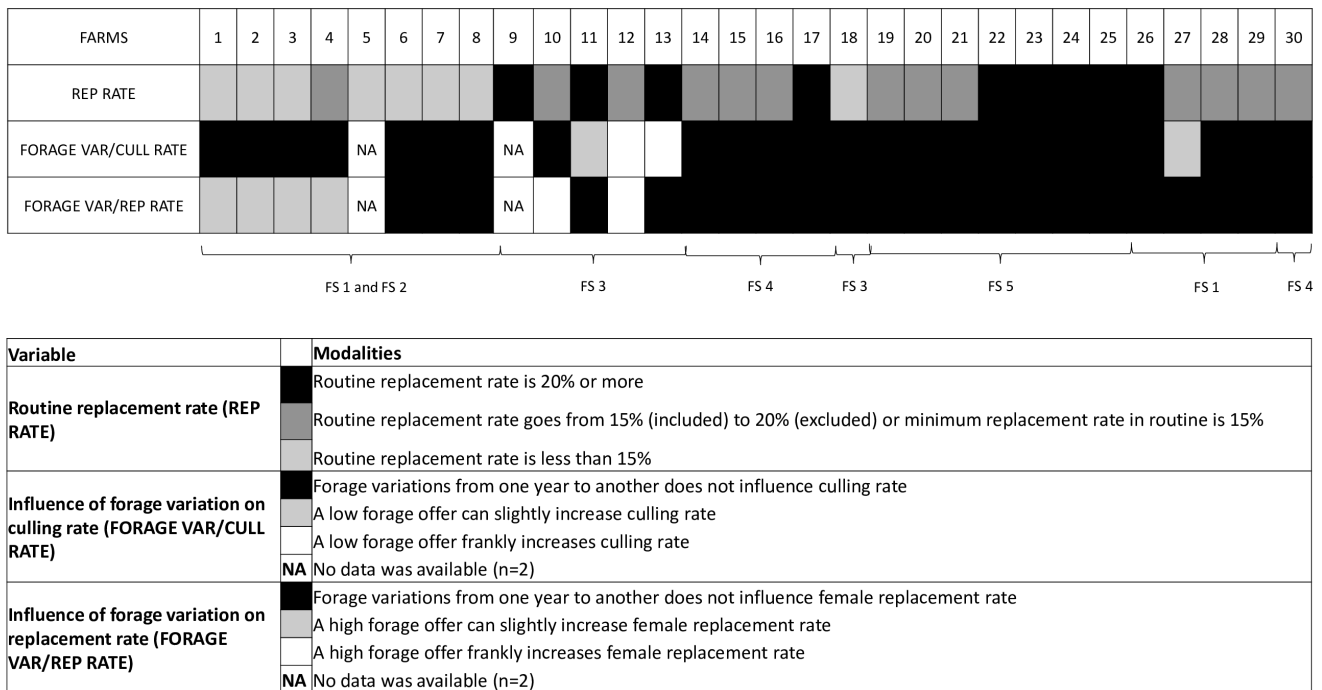 FARMS 1 2 3 4 5 6 7 8 9 10 11 12 13 14 15 16 17 18 19 20 21 22 23 24 25 26 27 28 29 30
REP RATE
FORAGE VAR/CULL RATE NA NA
FORAGE VAR/REP RATE NA NA
FS 1 and FS 2 FS 3 FS 4 FS 3 FS 5 FS 1 FS 4
Variable Modalities
Routine replacement rate (REP
RATE)
Routine replacement rate is 20% or more
Routine replacement rate goes from 15% (included) to 20% (excluded) or minimum replacement rate in routine is 15%
Routine replacement rate is less than 15%
Influence of forage variation on
culling rate (FORAGE VAR/CULL
RATE)
Forage variations from one year to another does not influence culling rate
A low forage offer can slightly increase culling rate
A low forage offer frankly increases culling rate
NA No data was available (n=2)
Influence of forage variation on
replacement rate (FORAGE
VAR/REP RATE)
Forage variations from one year to another does not influence female replacement rate
A high forage offer can slightly increase female replacement rate
A high forage offer frankly increases female replacement rate
NA No data was available (n=2)